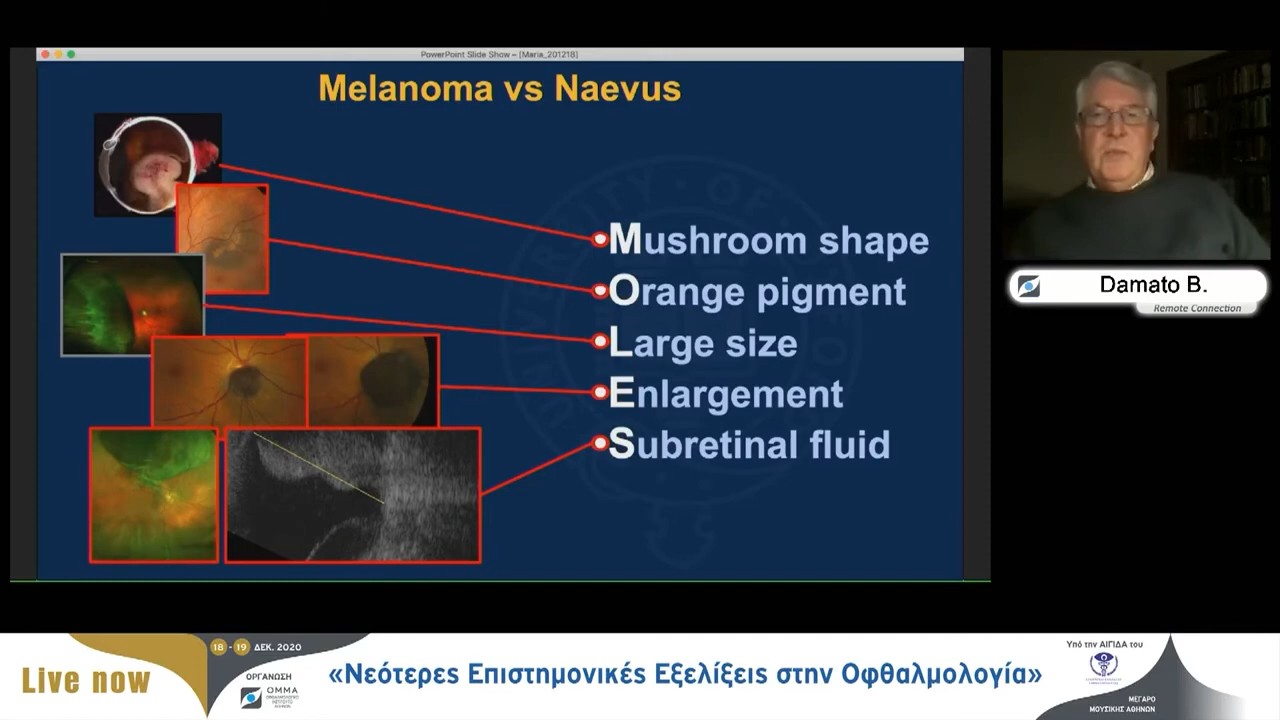 PowerPoint Slide Show – [Maria_201218]
Melanoma vs Naevus
Mushroom shape
Orange pigment
Large size
Enlargement
Subretinal fluid
Damato B.
Remote Connection
Live now
18 - 19 ΔΕΚ. 2020
ΟΡΓΑΝΩΣΗ
ΟΜΜΑ
«Νεότερες Επιστημονικές Εξελίξεις στην Οφθαλμολογία»
Υπό την ΑΙΓΙΔΑ του
ΜΕΓΑΡΟ
ΜΟΥΣΙΚΗΣ ΑΘΗΝΩΝ